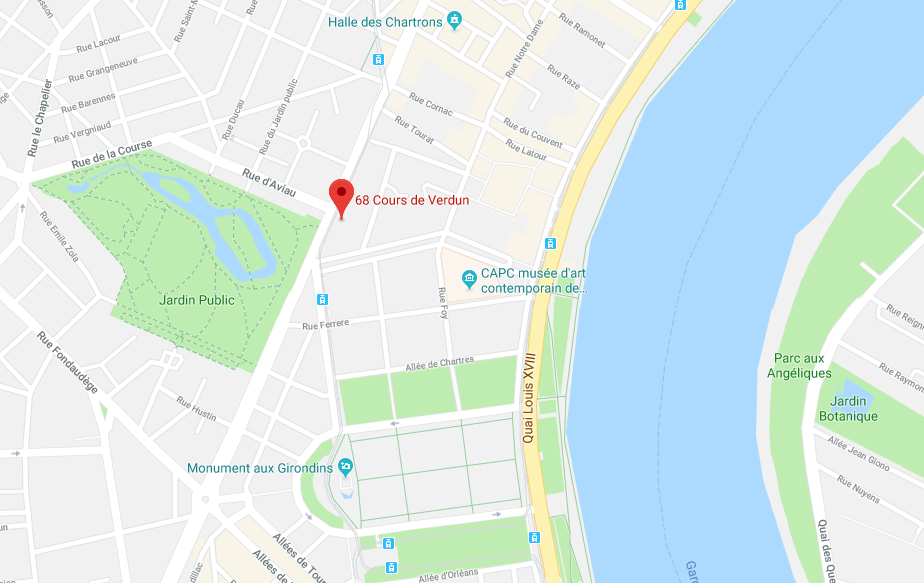 Halle des Chartrons
Rue Ramonet
Rue Notre Dame
Rue Lacour
Rue Saint-M
Rue Grangeneuve
Rue Raze
Rue le Chapelier
Rue Barennes
Rue Ducau
Rue du Jardin public
Rue Cornac
Rue Vergniaud
Rue Tourat
Rue du Couvent
Rue de la Course
Rue Latour
Rue d'Aviau
68 Cours de Verdun
Rue Emile Zola
CAPC musée d'art
contemporain de...
Jardin Public
Rue Foy
Rue Ferrere
Rue Reign
Rue Fondaudège
Allée de Chartres
Quai Louis XVIII
Parc aux
Angéliques
Rue Raymo
Jardin
Botanique
Rue Hustin
Allée Jean Giono
Monument aux Girondins
Rue Nuyens
Quai des Que
Allées de Tou
Allées
Allée d'Orléans
Garo